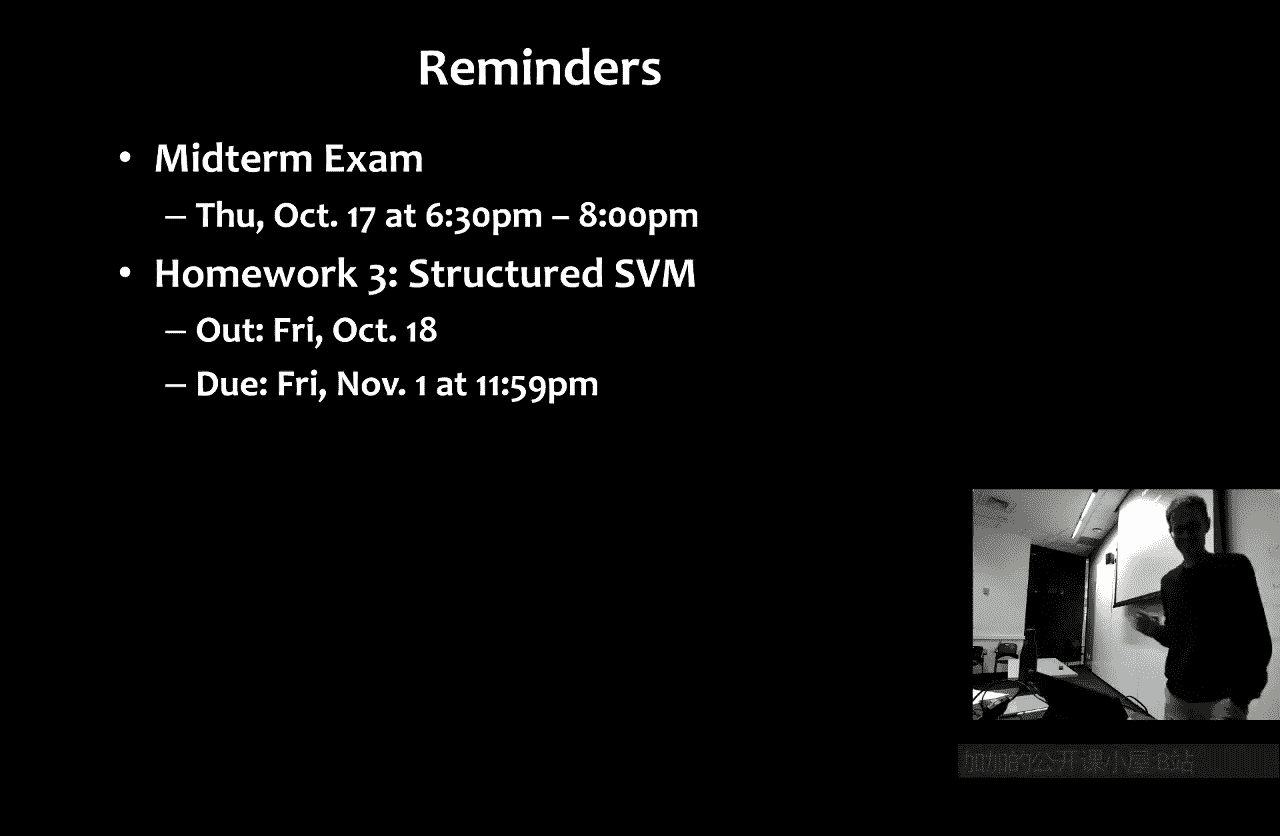 Reminders
• Midterm Exam
– Thu, Oct. 17 at 6:30pm – 8:00pm
• Homework 3: Structured SVM
– Out: Fri, Oct. 18
– Due: Fri, Nov. 1 at 11:59pm
加加的公开课小屋 B站